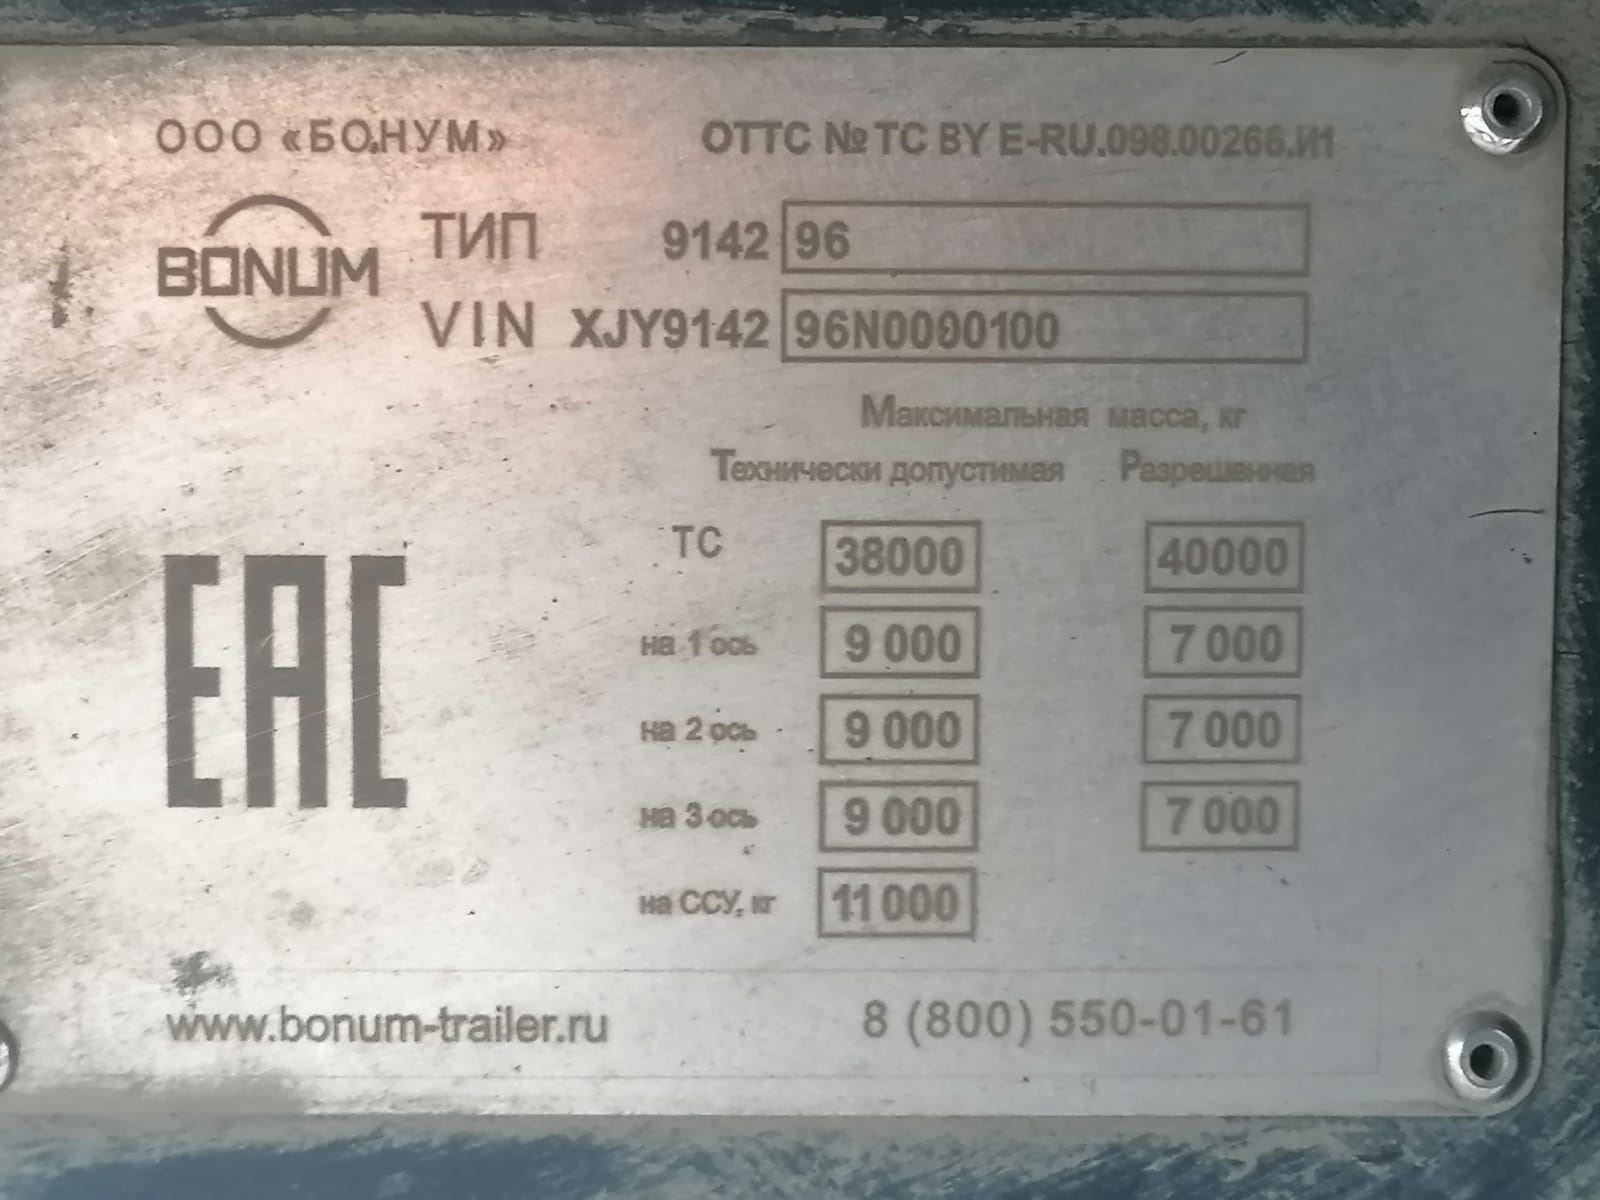 ООО «БОНУМ» ОТТС № ТС BY E-RU.098.00266.И1
BONUM
ТИП 9142 96
VIN XJY9142 96N0000100
Максимальная масса, кг
Технически допустимая Разрешенная
ТС 38000 40000
на 1 ось 9 000 7 000
на 2 ось 9 000 7 000
на 3 ось 9 000 7 000
на ССУ, кг 11 000
EAC
www.bonum-trailer.ru 8 (800) 550-01-61